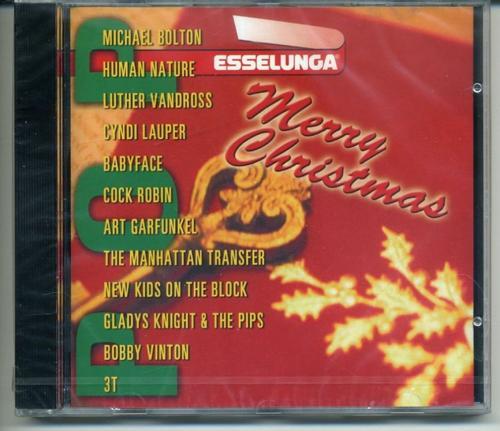 POP
MICHAEL BOLTON
HUMAN NATURE
LUTHER VANDROSS
CYNDI LAUPER
BABYFACE
COCK ROBIN
ART GARFUNKEL
THE MANHATTAN TRANSFER
NEW KIDS ON THE BLOCK
GLADYS KNIGHT & THE PIPS
BOBBY VINTON
3T
ESSELUNGA®
Merry
Christmas